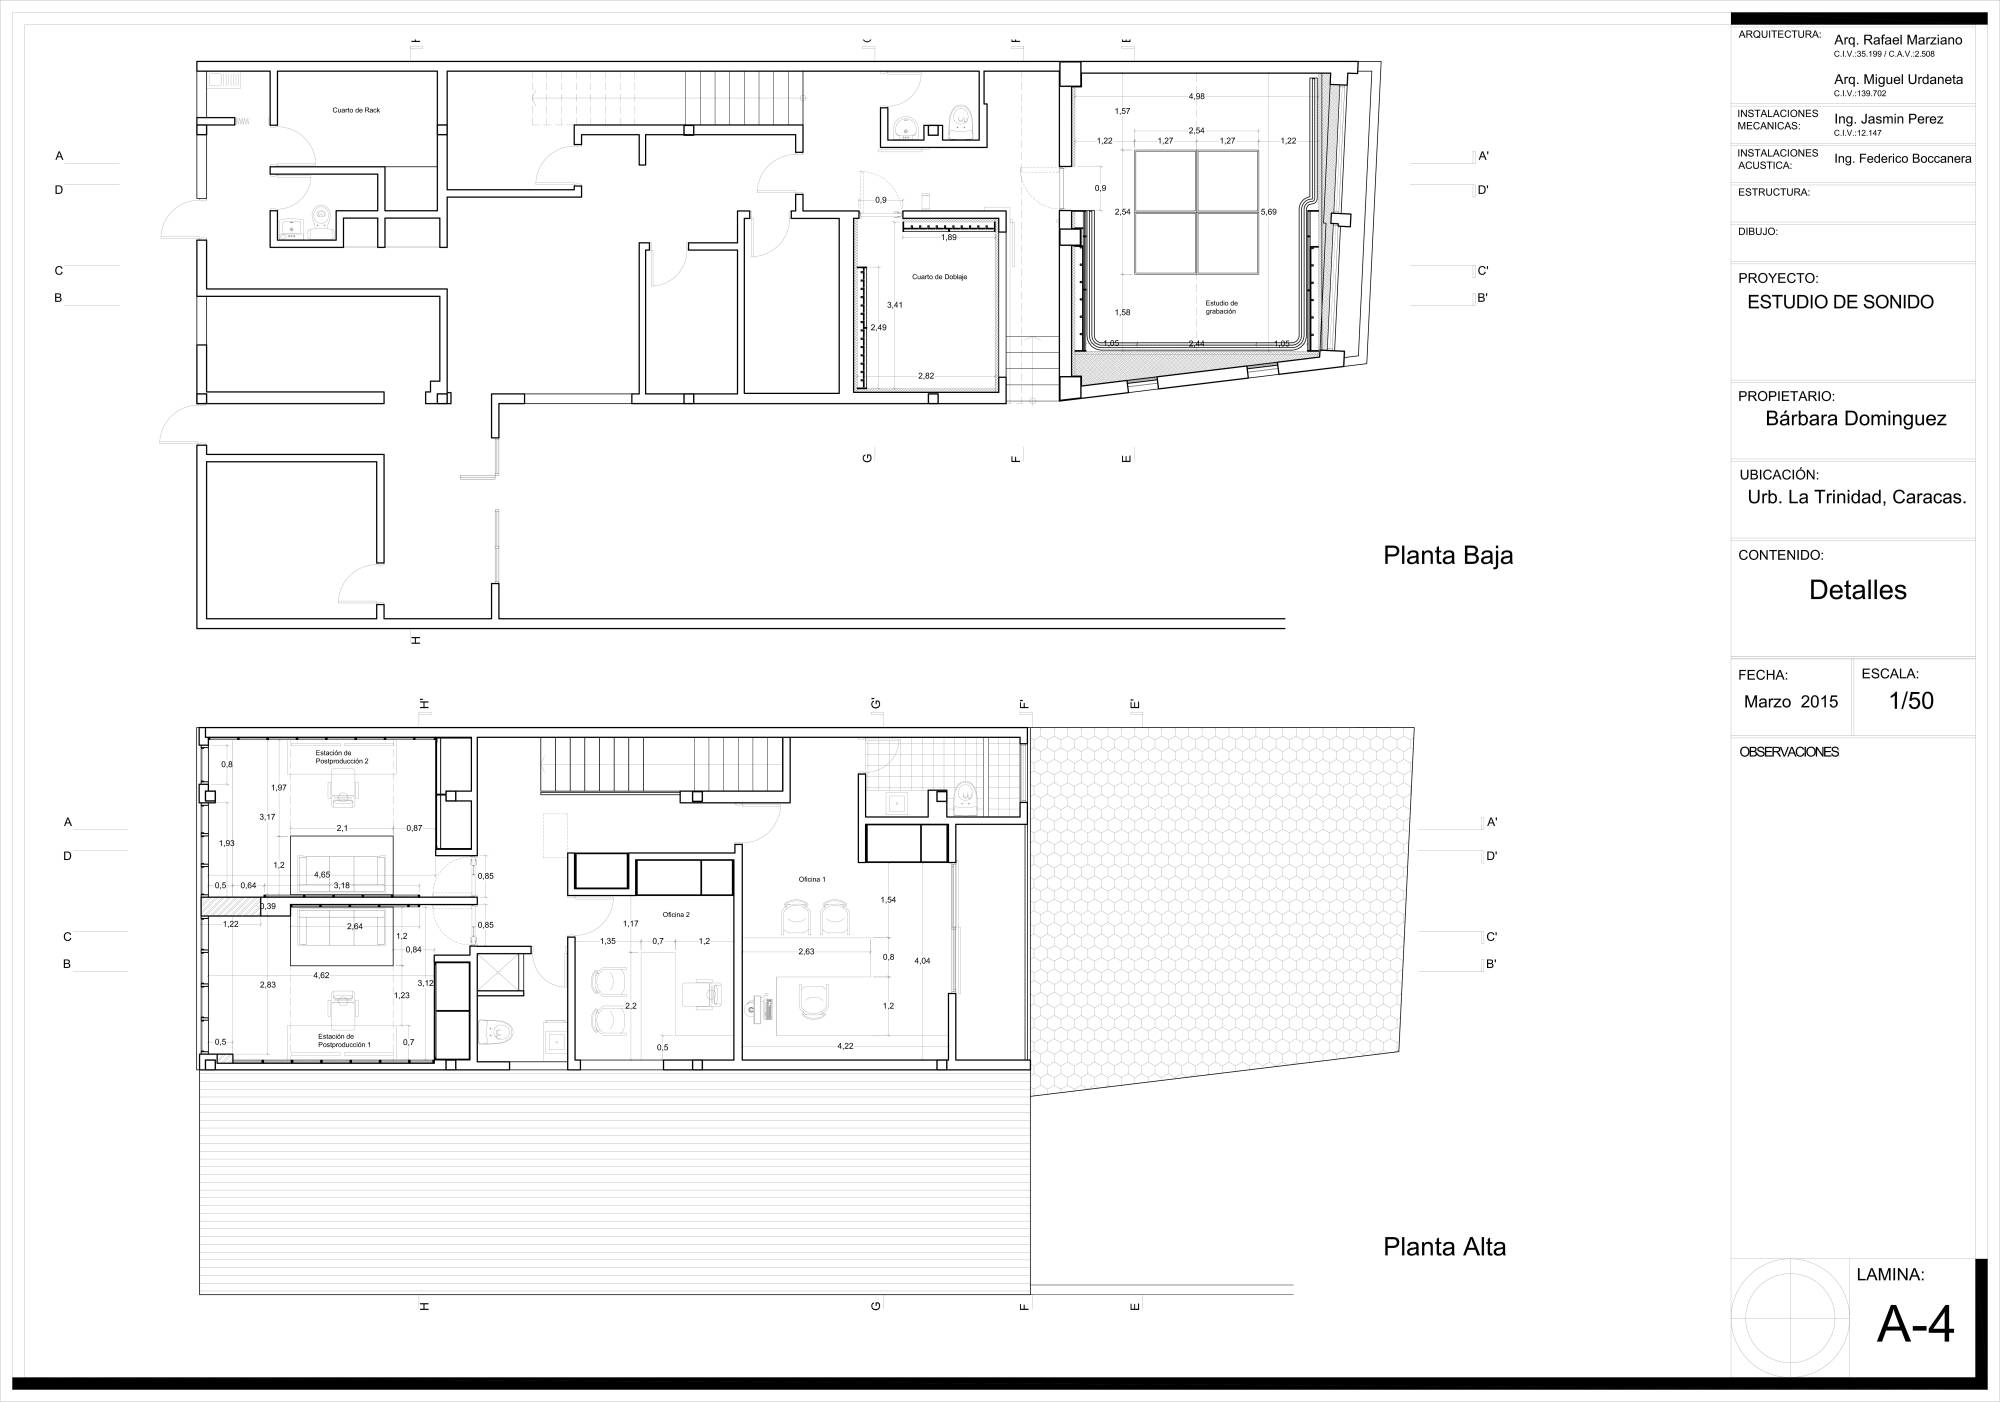 H
G
F
E
Cuarto de Rack
4,98
1,57
2,54
1,22
1,27
1,27
1,22
A
D
C
B
A'
D'
C'
B'
0,9
0,9
2,54
5,69
1,89
Cuarto de Doblaje
3,41
2,49
2,82
Estudio de
grabación
1,58
1,05
2,44
1,05
G
F
E
Planta Baja
H
H'
G'
F'
E'
Estación de
Postproducción 2
0,8
1,97
3,17
2,1
0,87
1,93
1,2
4,65
0,5
0,64
3,18
0,85
0,39
1,22
2,64
1,2
0,84
0,85
4,62
2,83
3,12
1,23
Estación de
Postproducción 1
0,5
0,7
A
D
C
B
A'
D'
C'
B'
Oficina 1
Oficina 2
1,17
1,35
0,7
1,2
2,2
0,5
1,54
2,63
0,8
4,04
1,2
4,22
Planta Alta
H
G
F
E
ARQUITECTURA:
Arq. Rafael Marziano
C.I.V.:35.199 / C.A.V.:2.508
Arq. Miguel Urdaneta
C.I.V.:139.702
INSTALACIONES
MECANICAS:
Ing. Jasmin Perez
C.I.V.:12.147
INSTALACIONES
ACUSTICA:
Ing. Federico Boccanera
ESTRUCTURA:
DIBUJO:
PROYECTO:
ESTUDIO DE SONIDO
PROPIETARIO:
Bárbara Dominguez
UBICACIÓN:
Urb. La Trinidad, Caracas.
CONTENIDO:
Detalles
FECHA:
Marzo 2015
ESCALA:
1/50
OBSERVACIONES
LAMINA:
A-4